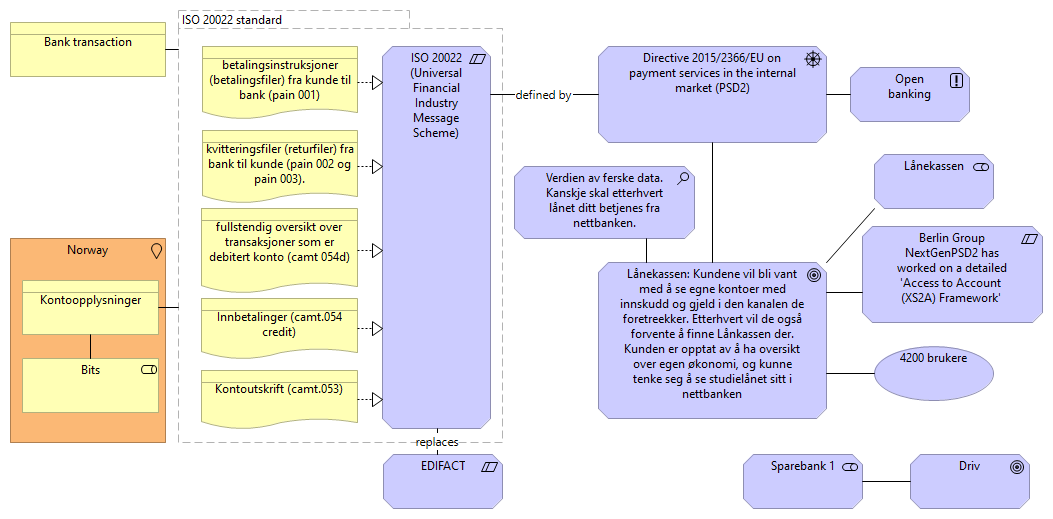 ISO 20022 standard
Bank transaction
betalingsinstruksjoner
(betalingsfiler) fra kunde til
bank (pain 001)
kvitteringsfiler (returfiler) fra
bank til kunde (pain 002 og
pain 003).
fullstendig oversikt over
transaksjoner som er
debitert konto (camt 054d)
Innbetalinger (camt.054
credit)
Kontoutskrift (camt.053)
ISO 20022
(Universal
Financial
Industry
Message
Scheme)
defined by
Directive 2015/2366/EU on
payment services in the internal
market (PSD2)
Open
banking
Verdien av ferske data.
Kanskje skal etterhvert
lånet ditt betjenes fra
nettbanken.
Lånekassen
Berlin Group
NextGenPSD2 has
worked on a detailed
'Access to Account
(XS2A) Framework'
Lånekassen: Kundene vil bli vant
med å se egne kontoer med
innskudd og gjeld i den kanalen de
foretreekker. Etterhvert vil de også
forvente å finne Lånkassen der.
Kunden er opptat av å ha oversikt
over egen økonomi, og kunne
tenke seg å se studielånet sitt i
nettbanken
4200 brukere
Norway
Kontoopplysninger
Bits
replaces
EDIFACT
Sparebank 1
Driv